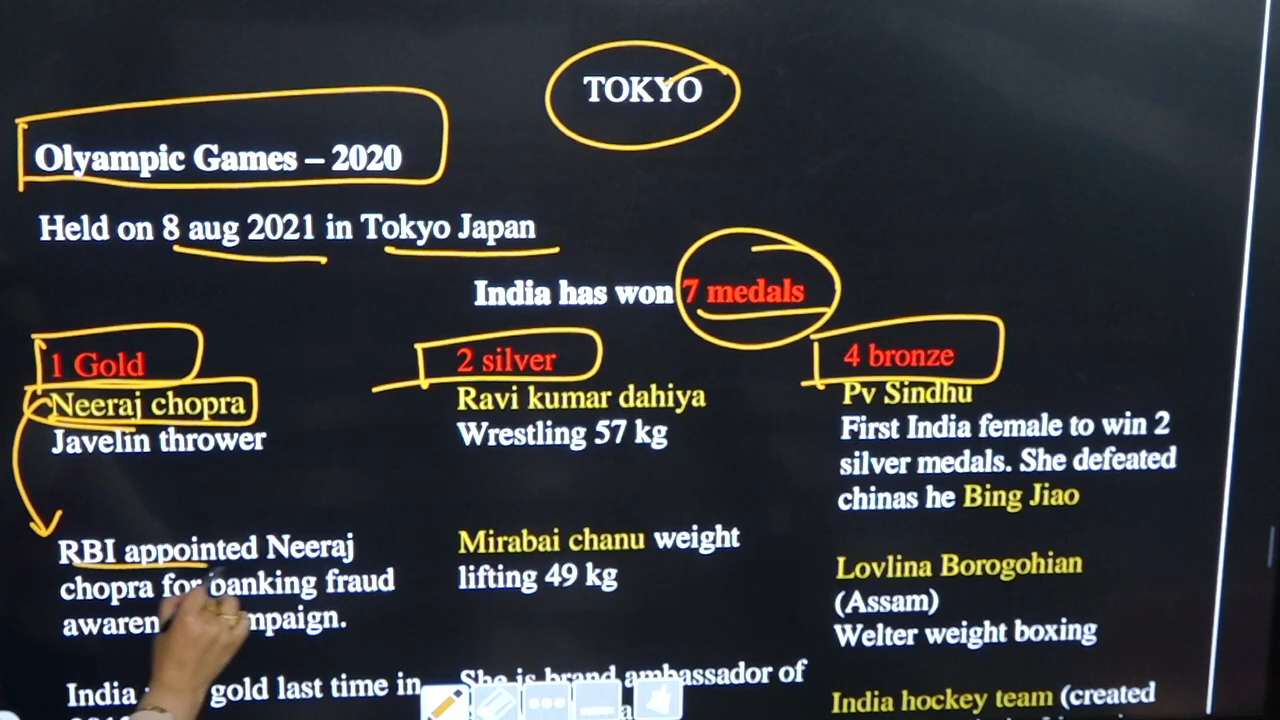 TOKYO
Olyampic Games – 2020
Held on 8 aug 2021 in Tokyo Japan
India has won 7 medals
1 Gold
Neeraj chopra
Javelin thrower
RBI appointed Neeraj
chopra for banking fraud
awaren mpaign.
India gold last time in
2 silver
Ravi kumar dahiya
Wrestling 57 kg
Mirabai chanu weight
lifting 49 kg
She is brand ambassador of
4 bronze
Pv Sindhu
First India female to win 2
silver medals. She defeated
chinas he Bing Jiao
Lovlina Borogohian
(Assam)
Welter weight boxing
India hockey team (created